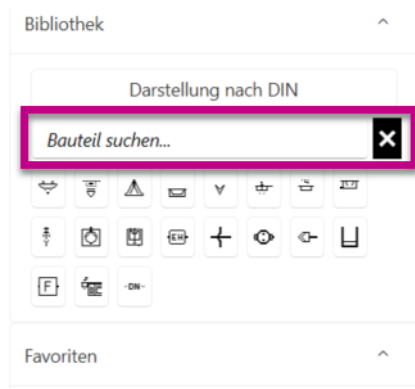 Bibliothek
Darstellung nach DIN
Bauteil suchen...
EH
F
-DN-
Favoriten